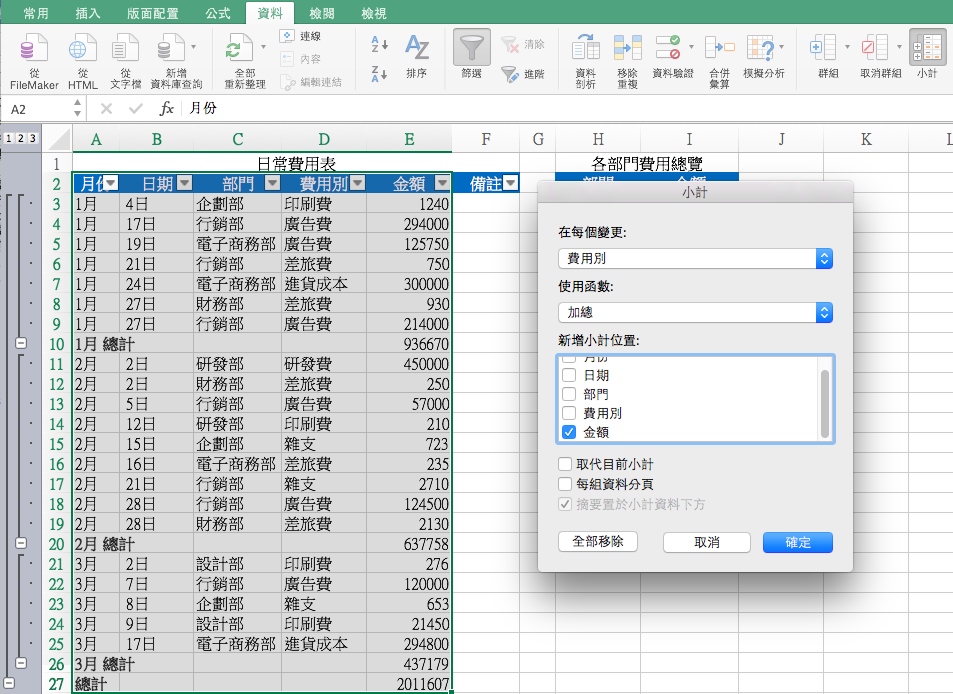 常用 插入 版面配置 公式 資料 校閱 檢視
從 FileMaker 從 HTML 從 文字檔 新增 資料庫查詢 全部 重新整理 連線 內容 編輯連結 排序 篩選 清除 進階 資料 剖析 移除 重複 資料驗證 合併 彙算 模擬分析 群組 取消群組 小計
A2 fx 月份
1 2 3 A B C D E F G H I J K L
1 日常費用表 各部門費用總覽
2 月份 日期 部門 費用別 金額 備註
3 1月 4日 企劃部 印刷費 1240
4 1月 17日 行銷部 廣告費 294000
5 1月 19日 電子商務部 廣告費 125750
6 1月 21日 行銷部 差旅費 750
7 1月 24日 電子商務部 進貨成本 300000
8 1月 27日 財務部 差旅費 930
9 1月 27日 行銷部 廣告費 214000
10 1月 總計 936670
11 2月 2日 研發部 研發費 450000
12 2月 2日 財務部 差旅費 250
13 2月 5日 行銷部 廣告費 57000
14 2月 12日 研發部 印刷費 210
15 2月 15日 企劃部 雜支 723
16 2月 16日 電子商務部 差旅費 235
17 2月 21日 行銷部 雜支 2710
18 2月 28日 行銷部 廣告費 124500
19 2月 28日 財務部 差旅費 2130
20 2月 總計 637758
21 3月 2日 設計部 印刷費 276
22 3月 7日 行銷部 廣告費 120000
23 3月 8日 企劃部 雜支 653
24 3月 9日 設計部 印刷費 21450
25 3月 17日 電子商務部 進貨成本 294800
26 3月 總計 437179
27 總計 2011607
小計
在每個變更:
費用別
使用函數:
加總
新增小計位置:
月份
日期
部門
費用別
金額
取代目前小計
每組資料分頁
摘要置於小計資料下方
全部移除 取消 確定